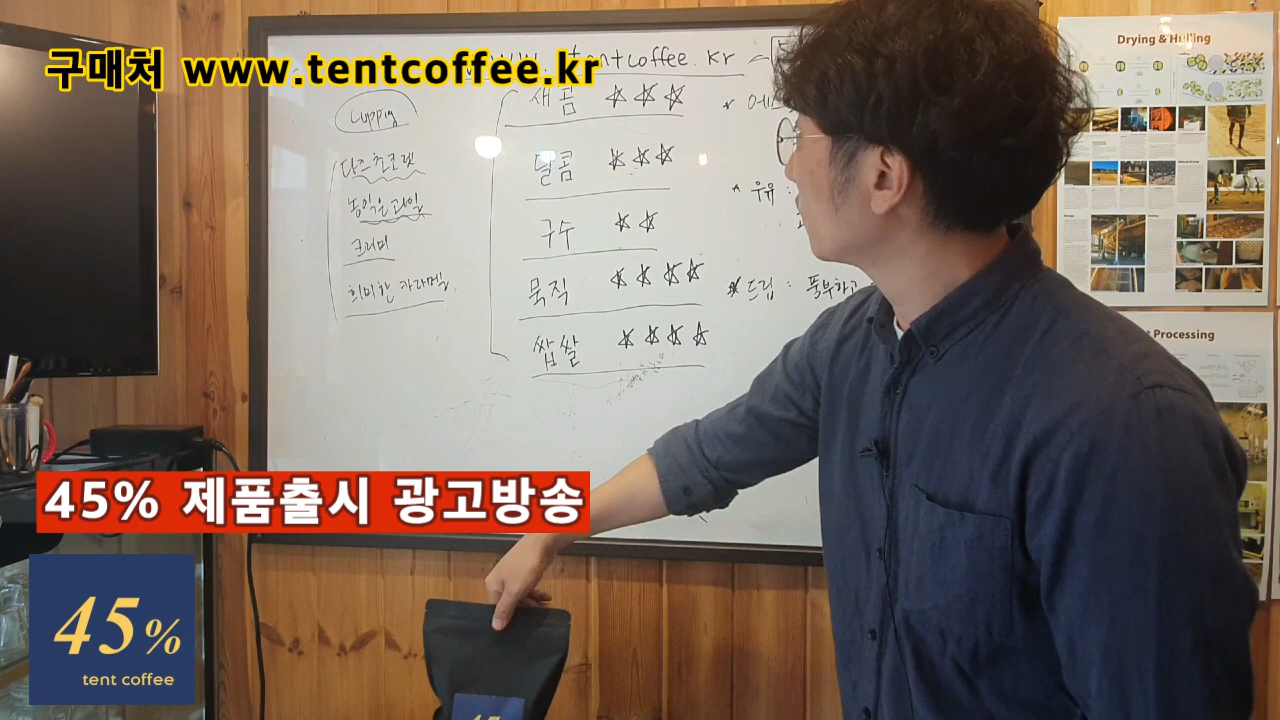 구매처 www.tentcoffee.kr
www.tentcoffee.kr
Cupping
다크초코렛
농익은 과일
크리미
희미한 카라멜
새콤 ☆☆☆
달콤 ☆☆☆
구수 ☆☆
묵직 ☆☆☆☆
쌉쌀 ☆☆☆☆
* 우유 :
* 드립 : 풍부하고
Drying & Hulling
Processing
45% 제품출시 광고방송
45%
tent coffee
45